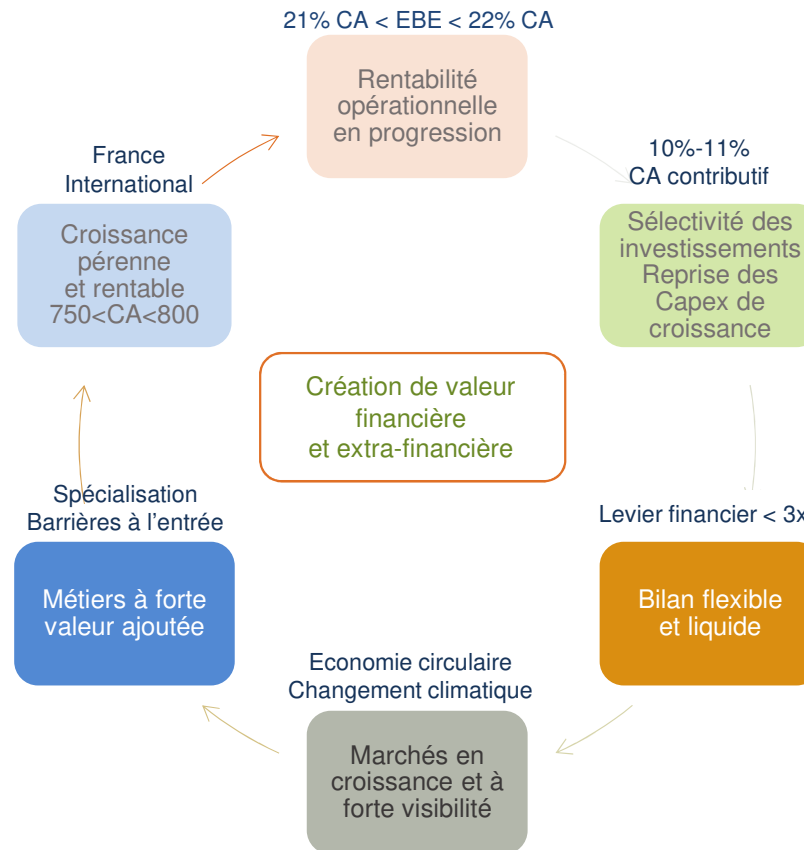 21% CA < EBE < 22% CA
Rentabilité
opérationnelle
en progression
10%-11%
CA contributif
Sélectivité des
investissements
Reprise des
Capex de
croissance
Levier financier < 3x
Bilan flexible
et liquide
Economie circulaire
Changement climatique
Marchés en
croissance et à
forte visibilité
Spécialisation
Barrières à l'entrée
Métiers à forte
valeur ajoutée
France
International
Croissance
pérenne
et rentable
750<CA<800
Création de valeur
financière
et extra-financière